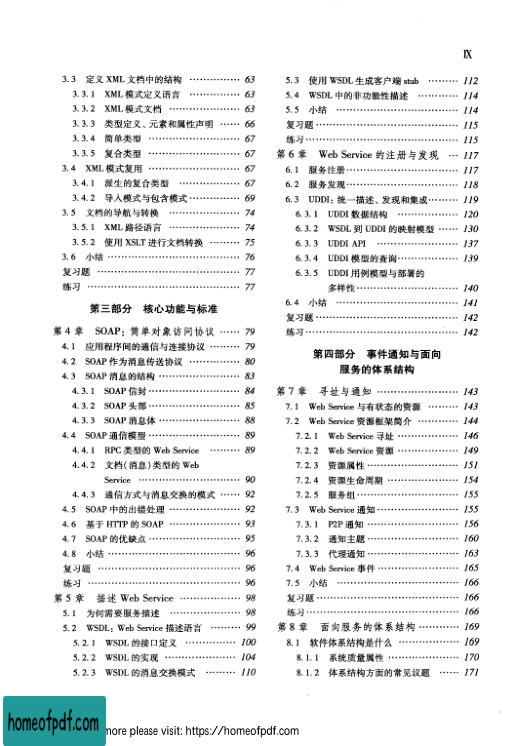 IX
3.3 定义 XML 文档中的结构 …………… 63
3.3.1 XML 模式定义语言 …………… 63
3.3.2 XML 模式文档 …………… 63
3.3.3 类型定义、元素和属性声明 …… 66
3.3.4 简单类型 …………… 67
3.3.5 复合类型 …………… 67
3.4 XML 模式复用 …………… 67
3.4.1 派生的复合类型 …………… 67
3.4.2 导入模式与包含模式 …………… 69
3.5 文档的导航与转换 …………… 74
3.5.1 XML 路径语言 …………… 74
3.5.2 使用 XSLT 进行文档转换 ……… 75
3.6 小结 …………… 76
复习题 …………… 77
练习 …………… 77
第三部分 核心功能与标准
第 4 章 SOAP：简单对象访问协议 …… 79
4.1 应用程序间的通信与连接协议 ……… 79
4.2 SOAP 作为消息传送协议 …………… 80
4.3 SOAP 消息的结构 …………… 83
4.3.1 SOAP 信封 …………… 84
4.3.2 SOAP 头部 …………… 85
4.3.3 SOAP 消息体 …………… 88
4.4 SOAP 通信模型 …………… 89
4.4.1 RPC 类型的 Web Service ……… 89
4.4.2 文档(消息)类型的 Web
Service …………… 90
4.4.3 通信方式与消息交换的模式 …… 92
4.5 SOAP 中的出错处理 …………… 92
4.6 基于 HTTP 的 SOAP …………… 93
4.7 SOAP 的优缺点 …………… 95
4.8 小结 …………… 96
复习题 …………… 96
练习 …………… 96
第 5 章 描述 Web Service …………… 98
5.1 为何需要服务描述 …………… 98
5.2 WSDL：Web Service 描述语言 ……… 99
5.2.1 WSDL 的接口定义 …………… 100
5.2.2 WSDL 的实现 …………… 104
5.2.3 WSDL 的消息交换模式 ……… 110
5.3 使用 WSDL 生成客户端 stub ……… 112
5.4 WSDL 中的非功能性描述 ………… 114
5.5 小结 …………… 114
复习题 …………… 115
练习 …………… 115
第 6 章 Web Service 的注册与发现 … 117
6.1 服务注册 …………… 117
6.2 服务发现 …………… 118
6.3 UDDI：统一描述、发现和集成 ……… 119
6.3.1 UDDI 数据结构 …………… 120
6.3.2 WSDL 到 UDDI 的映射模型 …… 130
6.3.3 UDDI API …………… 137
6.3.4 UDDI 模型的查询 …………… 139
6.3.5 UDDI 用例模型与部署的
多样性 …………… 140
6.4 小结 …………… 141
复习题 …………… 142
练习 …………… 142
第四部分 事件通知与面向
服务的体系结构
第 7 章 寻址与通知 …………… 143
7.1 Web Service 与有状态的资源 ……… 143
7.2 Web Service 资源框架简介 ………… 144
7.2.1 Web Service 寻址 …………… 146
7.2.2 Web Service 资源 …………… 149
7.2.3 资源属性 …………… 151
7.2.4 资源生命周期 …………… 154
7.2.5 服务组 …………… 155
7.3 Web Service 通知 …………… 155
7.3.1 P2P 通知 …………… 156
7.3.2 通知主题 …………… 160
7.3.3 代理通知 …………… 163
7.4 Web Service 事件 …………… 165
7.5 小结 …………… 166
复习题 …………… 166
练习 …………… 166
第 8 章 面向服务的体系结构 ………… 169
8.1 软件体系结构是什么 …………… 169
8.1.1 系统质量属性 …………… 170
8.1.2 体系结构方面的常见议题 …… 171
homeofpdf.com
more please visit: https://homeofpdf.com